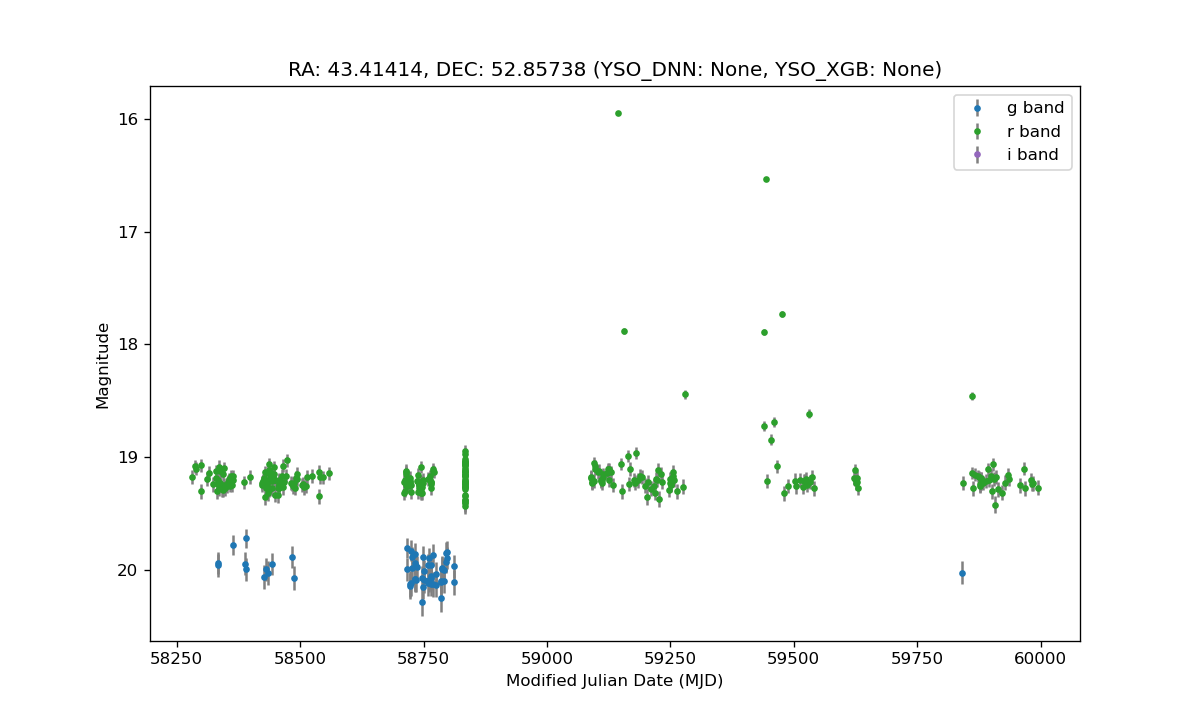 RA: 43.41414, DEC: 52.85738 (YSO_DNN: None, YSO_XGB: None)
g band
r band
i band
16
17
18
19
20
Magnitude
58250 58500 58750 59000 59250 59500 59750 60000
Modified Julian Date (MJD)